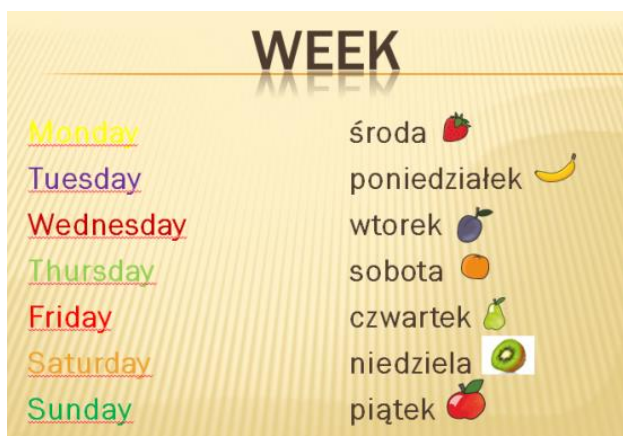 WEEK
Monday środa
Tuesday poniedziałek
Wednesday wtorek
Thursday sobota
Friday czwartek
Saturday niedziela
Sunday piątek